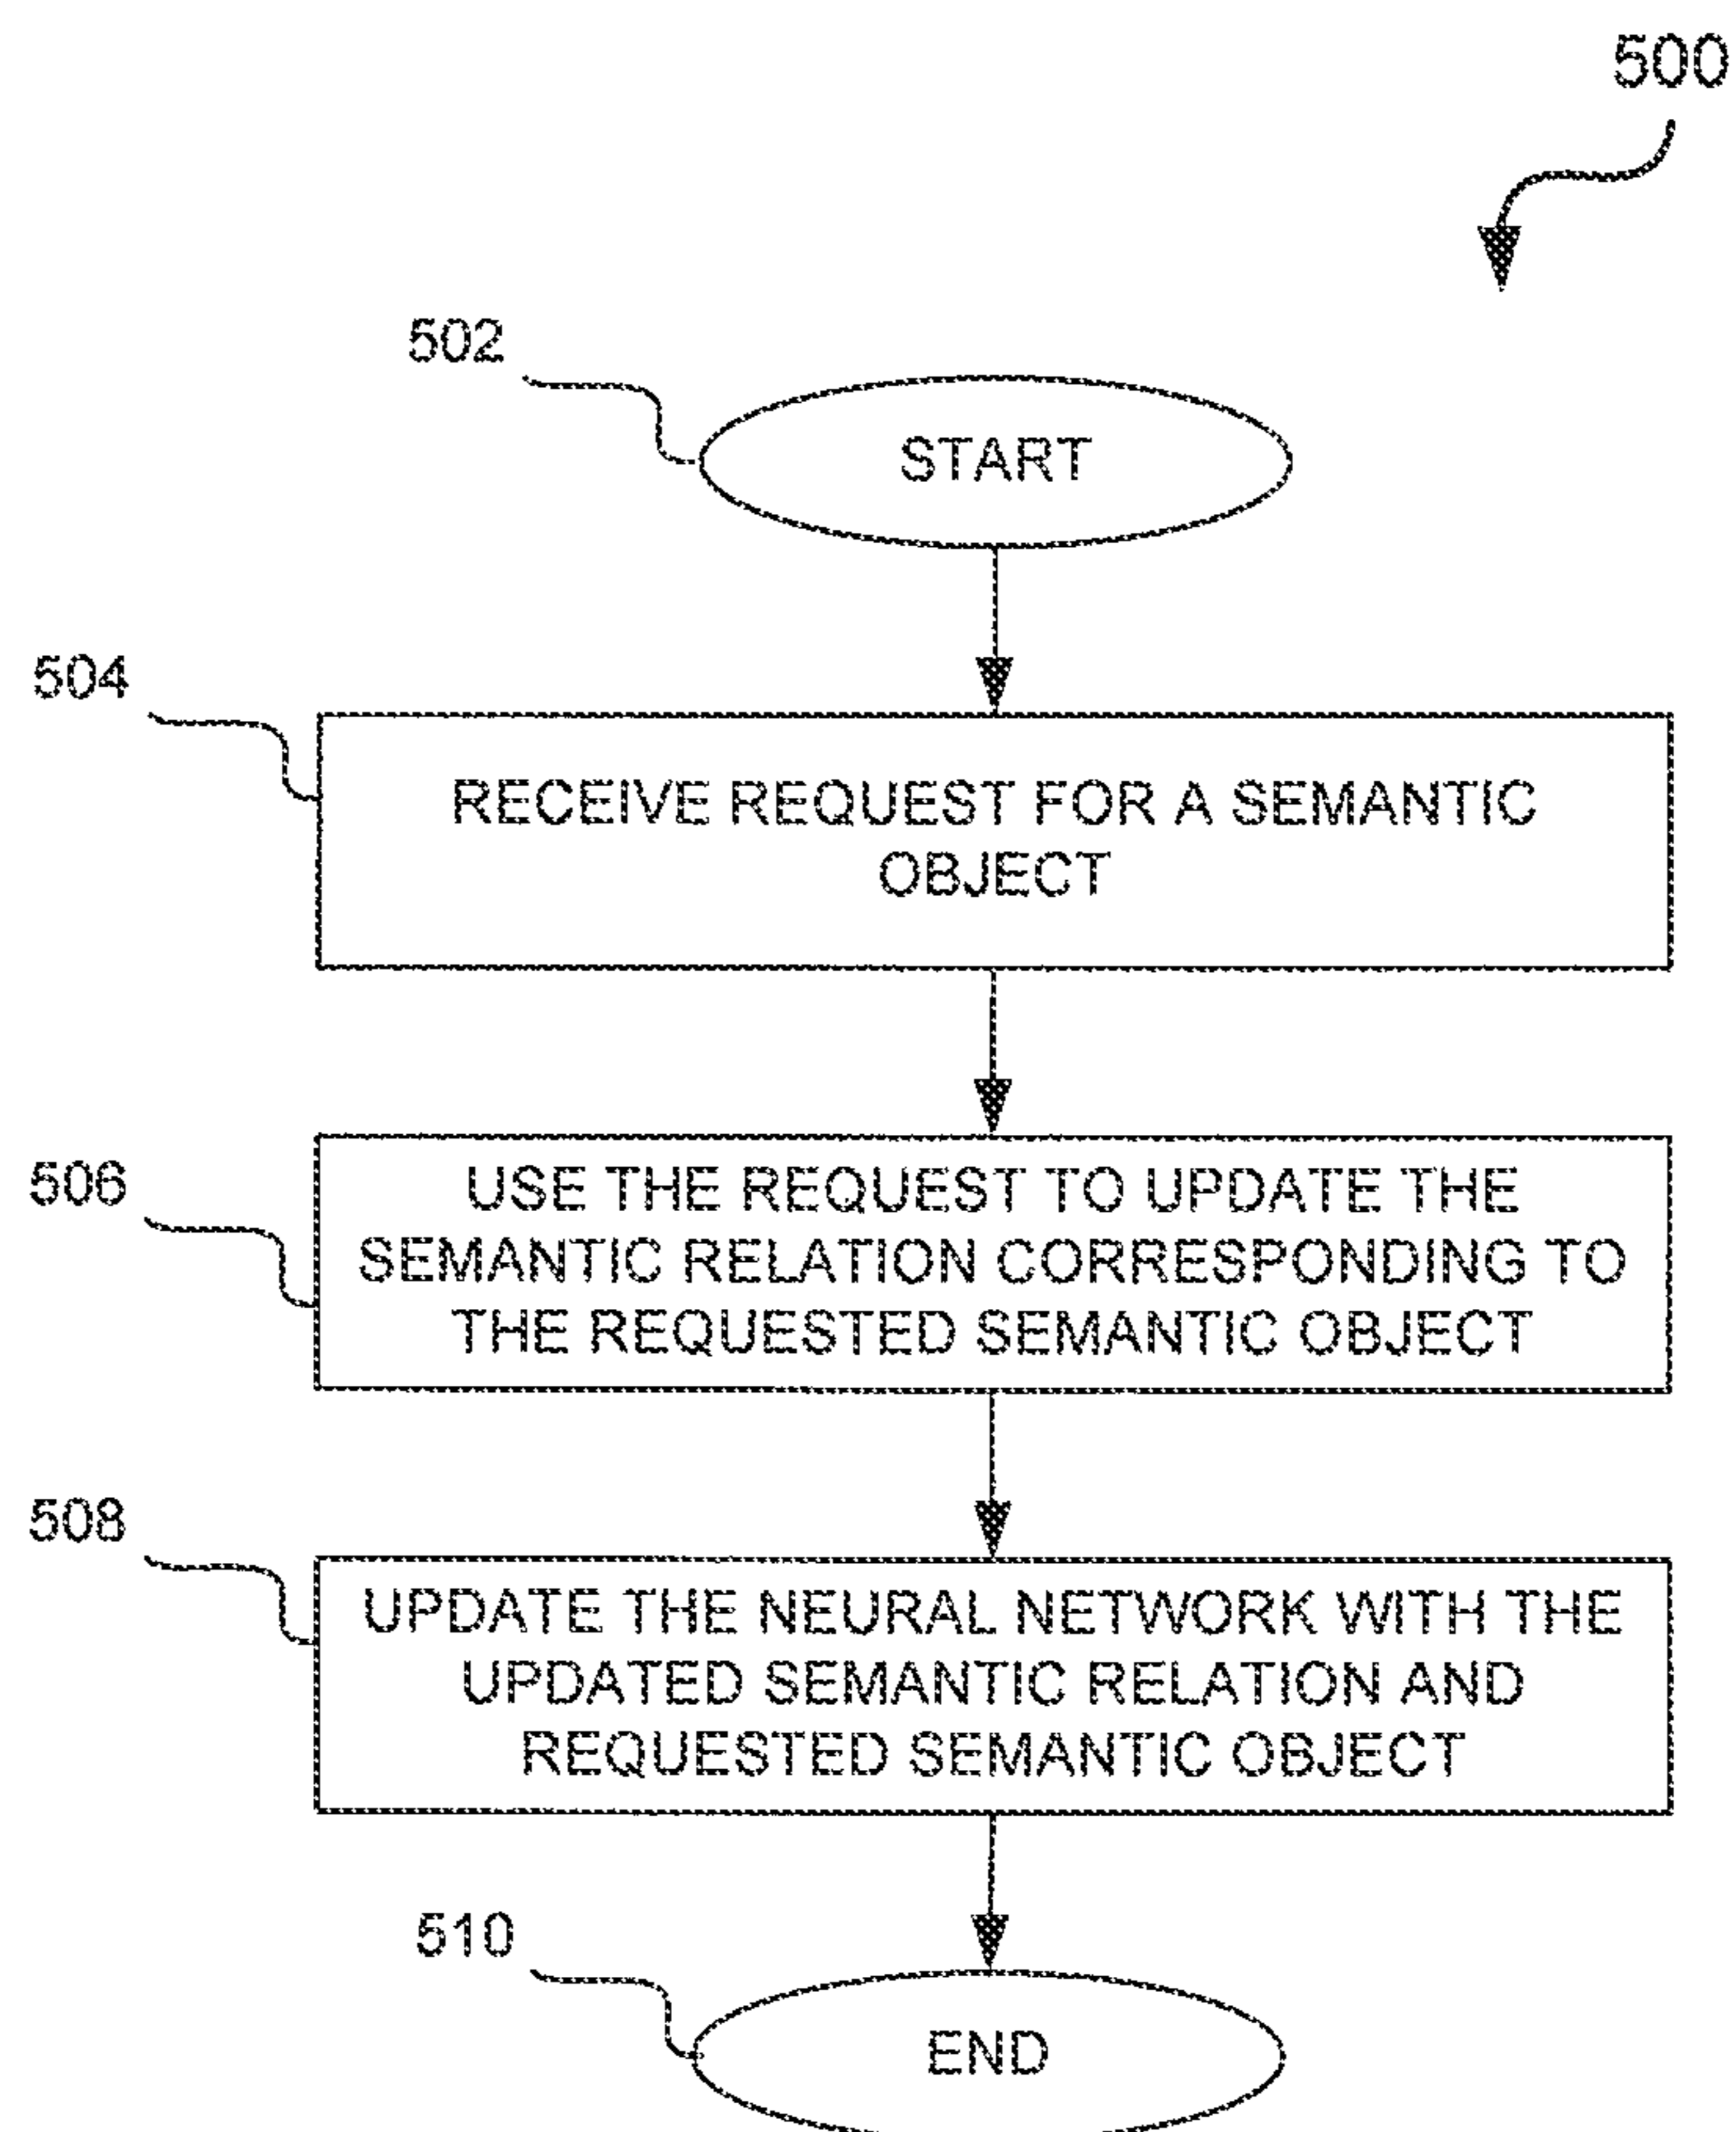 500
502
START
504
RECEIVE REQUEST FOR A SEMANTIC
OBJECT
506
USE THE REQUEST TO UPDATE THE
SEMANTIC RELATION CORRESPONDING TO
THE REQUESTED SEMANTIC OBJECT
508
UPDATE THE NEURAL NETWORK WITH THE
UPDATED SEMANTIC RELATION AND
REQUESTED SEMANTIC OBJECT
510
END